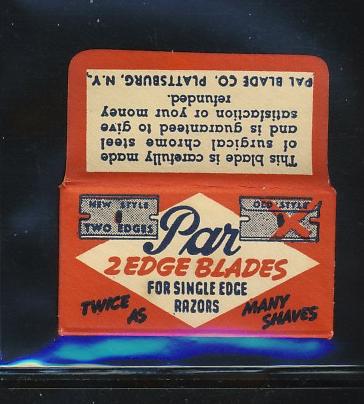 PAL BLADE CO. PLATTSBURG, N.Y.
This blade is carefully made
of surgical chrome steel
and is guaranteed to give
satisfaction or your money
refunded.
NEW STYLE
TWO EDGES
OLD STYLE
Par
2 EDGE BLADES
FOR SINGLE EDGE
RAZORS
TWICE
AS
MANY
SHAVES